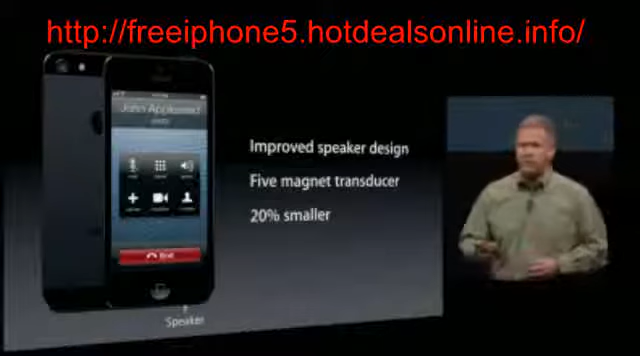 http://freeiphone5.hotdealsonline.info/
John Appleseed
Improved speaker design
Five magnet transducer
20% smaller
End
Speaker